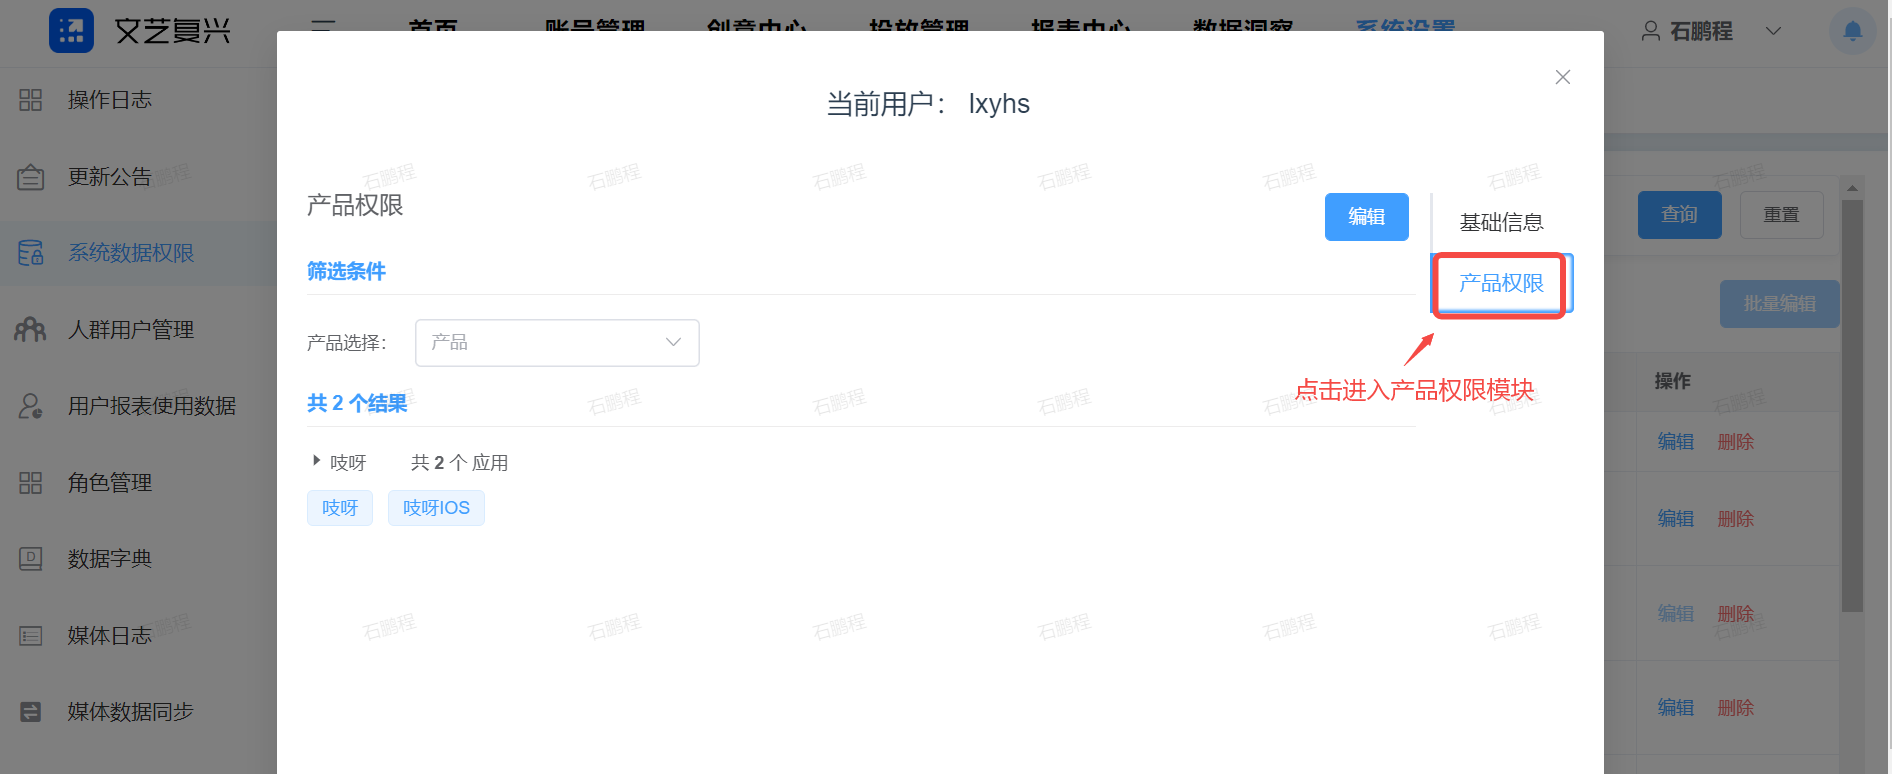 文艺复兴
首页 账号管理 创意中心 投放管理 报表中心 数据洞察 系统设置
石鹏程
操作日志
更新公告
系统数据权限
人群用户管理
用户报表使用数据
角色管理
数据字典
媒体日志
媒体数据同步
当前用户： lxyhs
产品权限
编辑
基础信息
产品权限
点击进入产品权限模块
筛选条件
产品选择： 产品
共 2 个结果
吱呀 共 2 个 应用
吱呀 吱呀IOS
查询 重置
批量编辑
操作
编辑 删除
编辑 删除
编辑 删除
编辑 删除
石鹏程